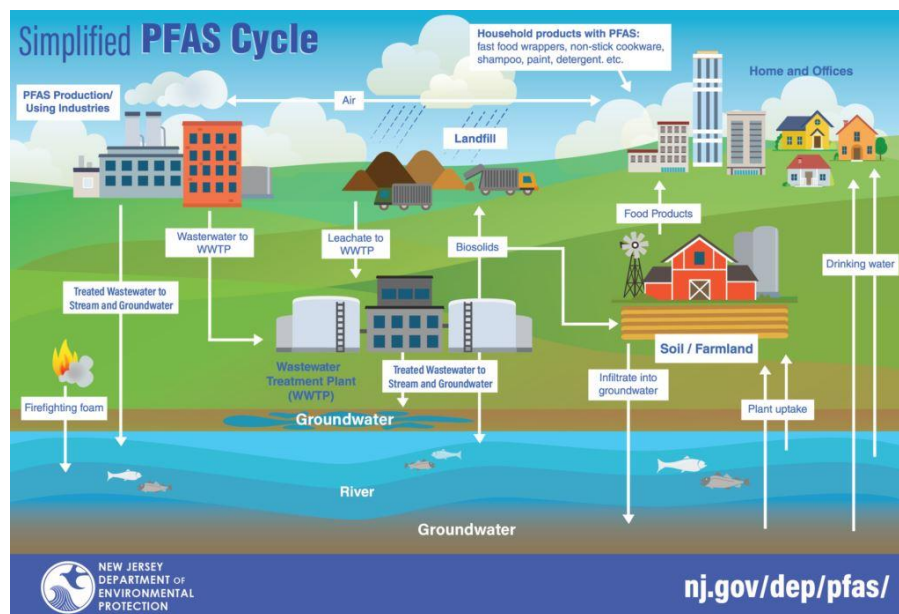 Simplified PFAS Cycle
Household products with PFAS:
fast food wrappers, non-stick cookware,
shampoo, paint, detergent. etc.
PFAS Production/
Using Industries
Air
Home and Offices
Landfill
Wasterwater to
WWTP
Leachate to
WWTP
Biosolids
Food Products
Drinking water
Treated Wastewater to
Stream and Groundwater
Soil / Farmland
Wastewater
Treatment Plant
(WWTP)
Treated Wastewater to
Stream and Groundwater
Infiltrate into
groundwater
Firefighting foam
Plant uptake
Groundwater
River
Groundwater
NEW JERSEY
DEPARTMENT OF
ENVIRONMENTAL
PROTECTION
nj.gov/dep/pfas/